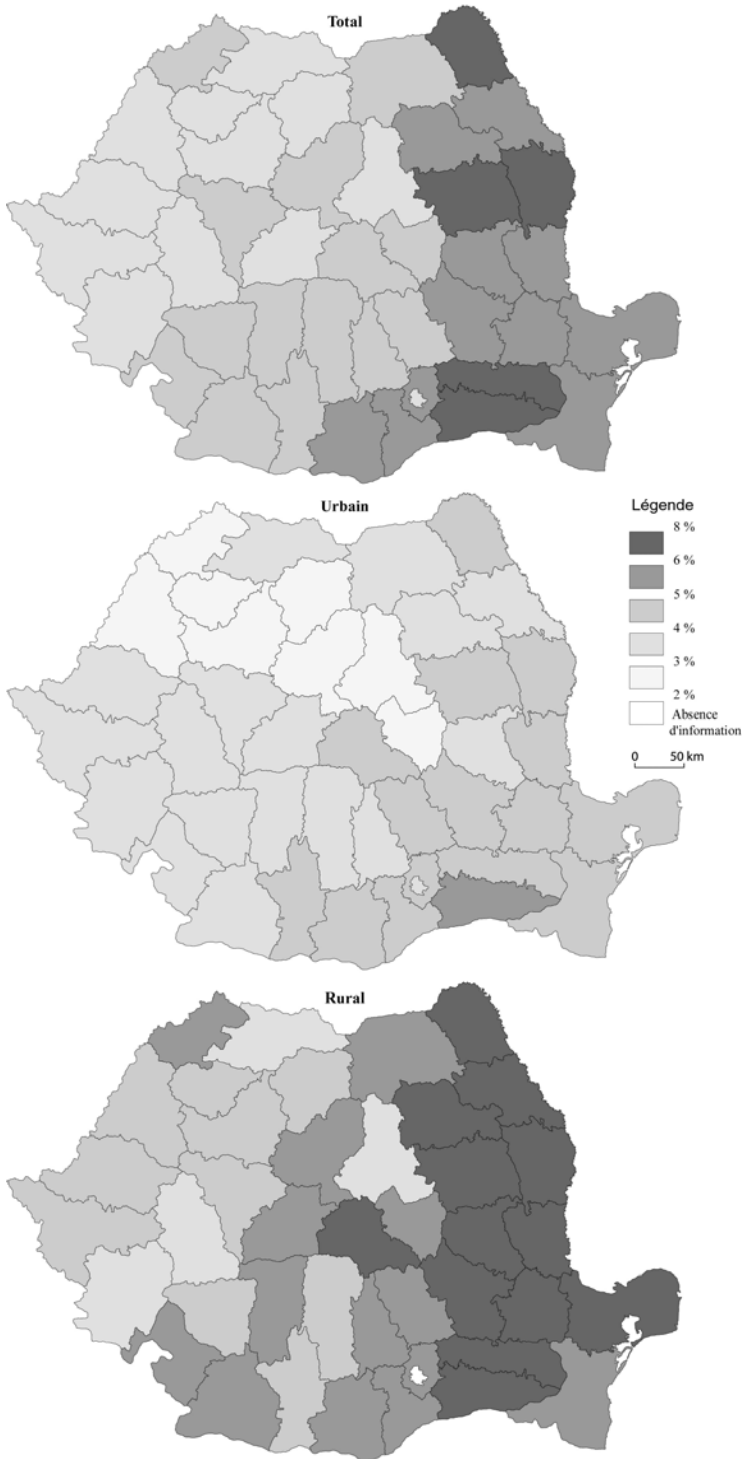 Total
Urbain
Légende
8 %
6 %
5 %
4 %
3 %
2 %
Absence
d'information
0 50 km
Rural